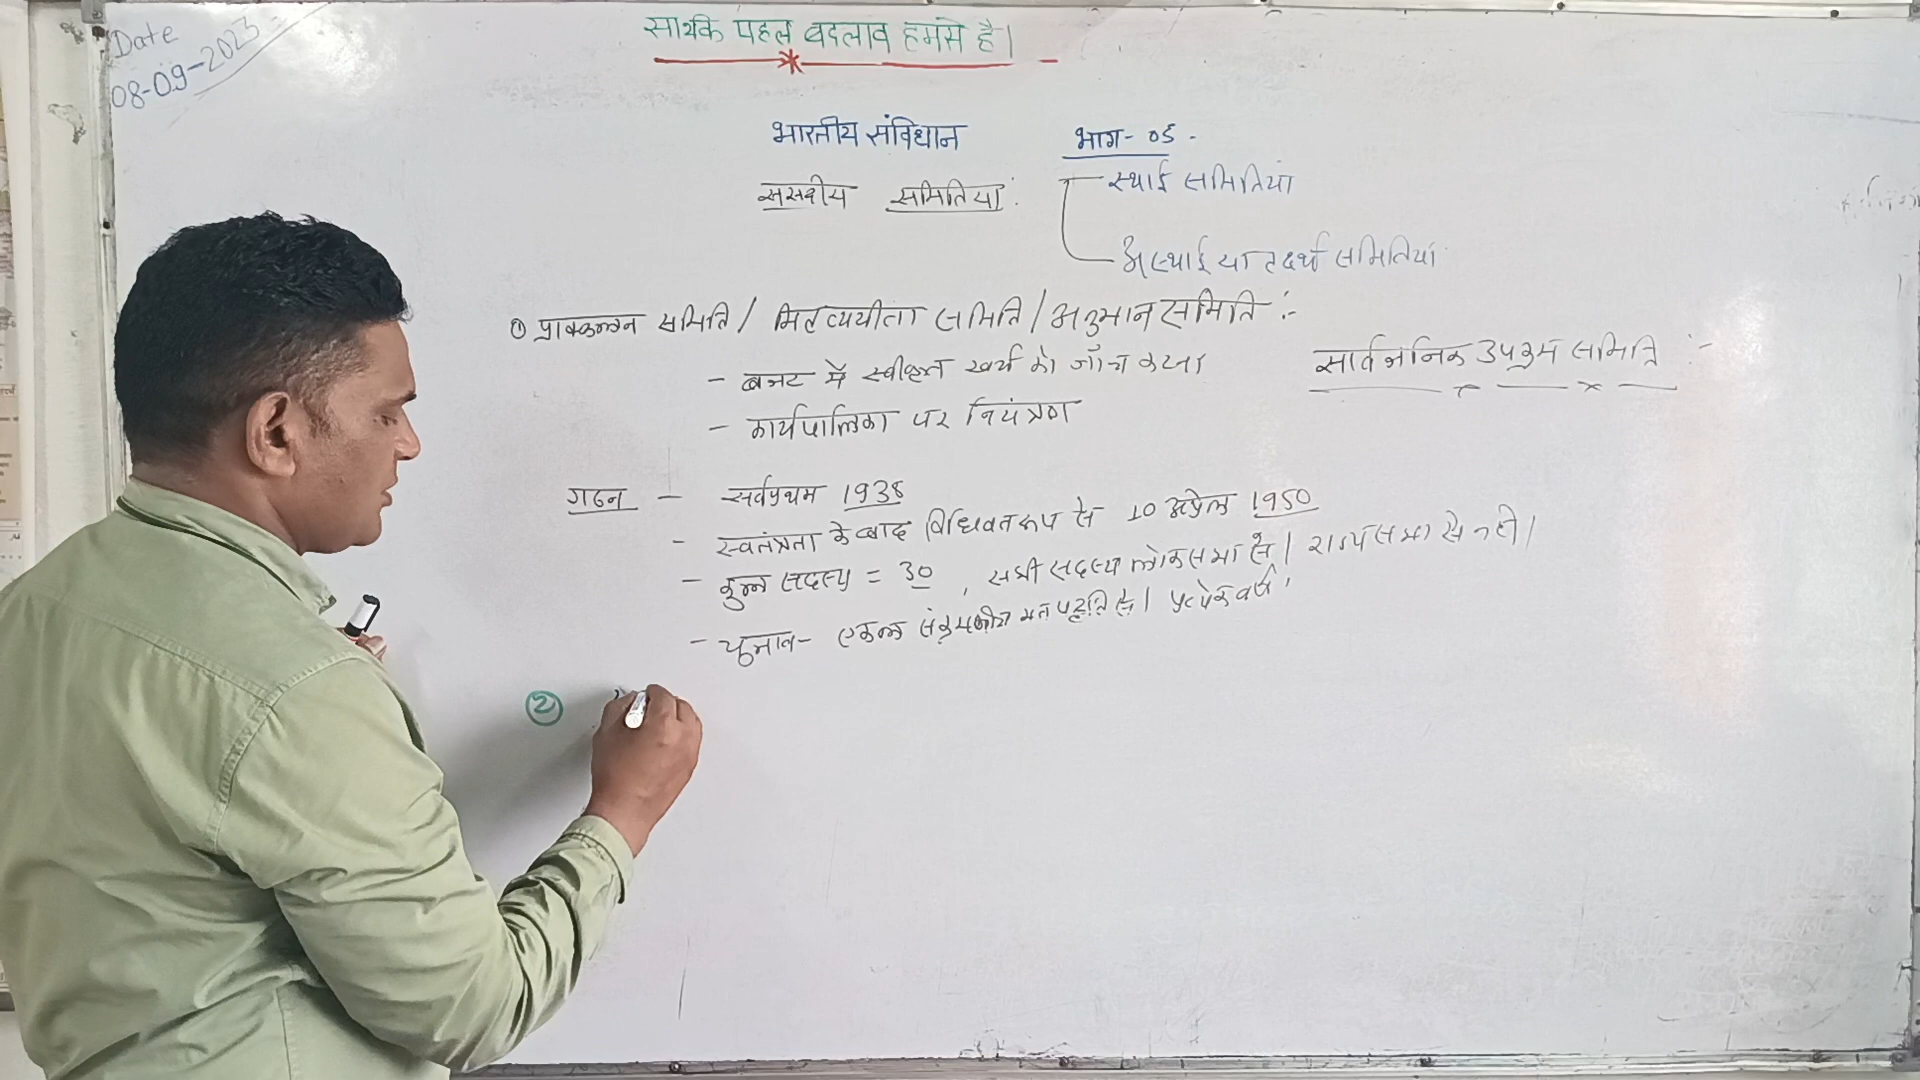 Date
08-09-2023
सार्थक पहल बदलाव हमसे है।
भारतीय संविधान भाग- 05 -
संसदीय समितियां :
स्थाई समितियां
अस्थाई या तदर्थ समितियां
① प्राक्कलन समिति / मितव्ययीता समिति / अनुमान समिति :-
- बजट में स्वीकृत खर्च की जाँच करना
- कार्यपालिका पर नियंत्रण
सार्वजनिक उपक्रम समिति :-
गठन - सर्वप्रथम 1938
- स्वतंत्रता के बाद विधिवत रूप से 10 अप्रेल 1950
- कुल सदस्य = 30 , सभी सदस्य लोकसभा से। राज्यसभा से नही।
- चुनाव- एकल संक्रमणीय मत पद्दति से। प्रत्येक वर्ष।
②